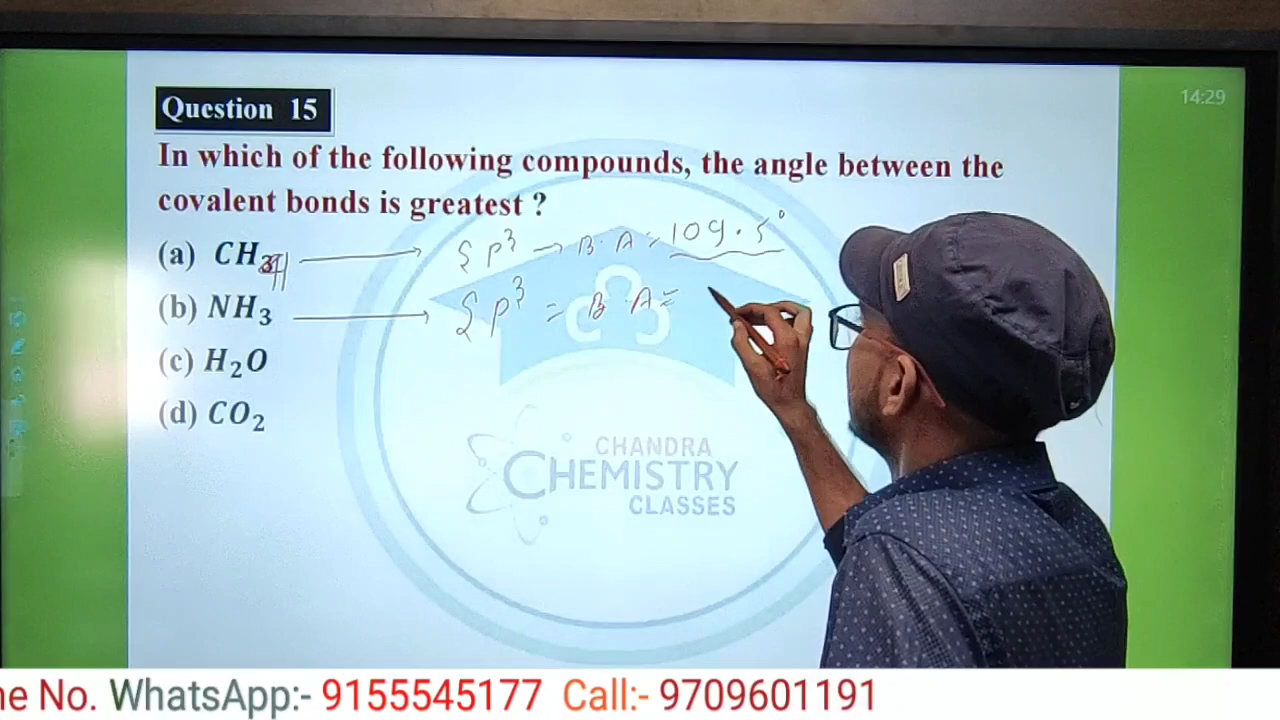 14:29
Question 15
In which of the following compounds, the angle between the
covalent bonds is greatest ?
(a) CH4 → sp³ → B.A = 109.5°
(b) NH₃ → sp³ = B.A =
(c) H₂O
(d) CO₂
CHANDRA
CHEMISTRY
CLASSES
ne No. WhatsApp:- 9155545177 Call:- 9709601191